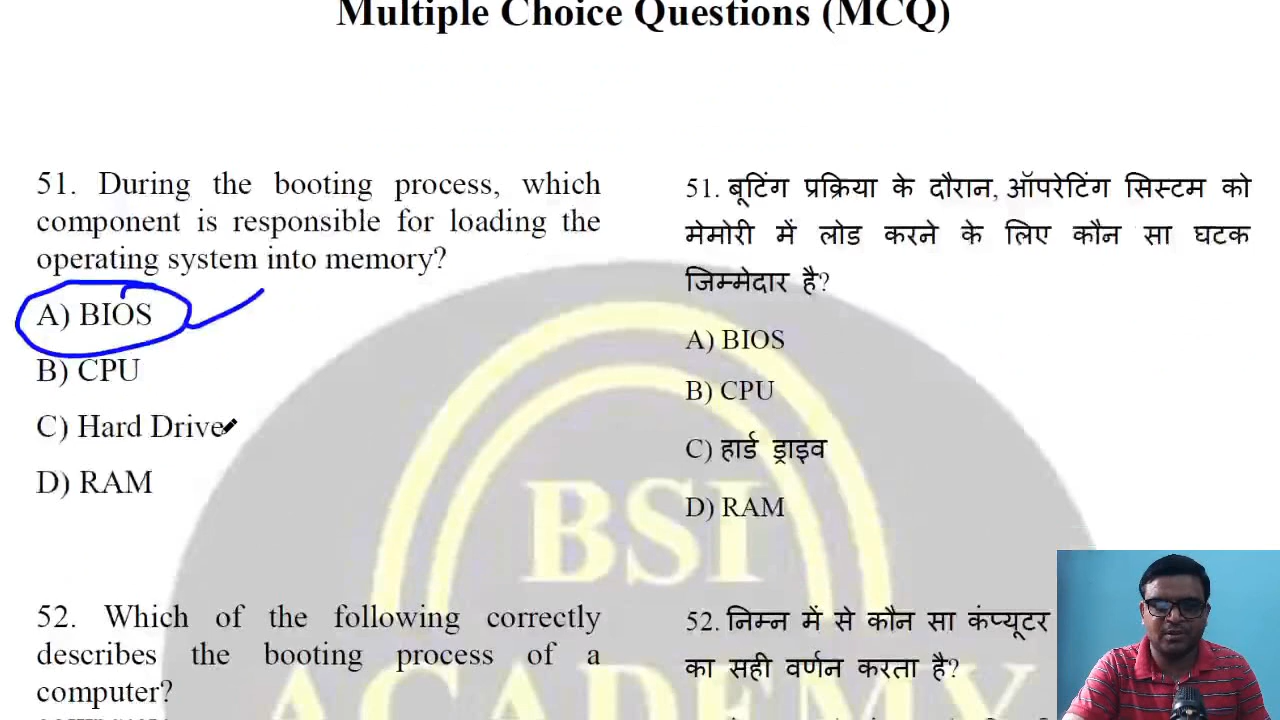 Multiple Choice Questions (MCQ)
51. During the booting process, which
component is responsible for loading the
operating system into memory?
A) BIOS
B) CPU
C) Hard Drive
D) RAM
52. Which of the following correctly
describes the booting process of a
computer?
51. बूटिंग प्रक्रिया के दौरान, ऑपरेटिंग सिस्टम को
मेमोरी में लोड करने के लिए कौन सा घटक
जिम्मेदार है?
A) BIOS
B) CPU
C) हार्ड ड्राइव
D) RAM
52. निम्न में से कौन सा कंप्यूटर
का सही वर्णन करता है?
BSI
ACADEMY